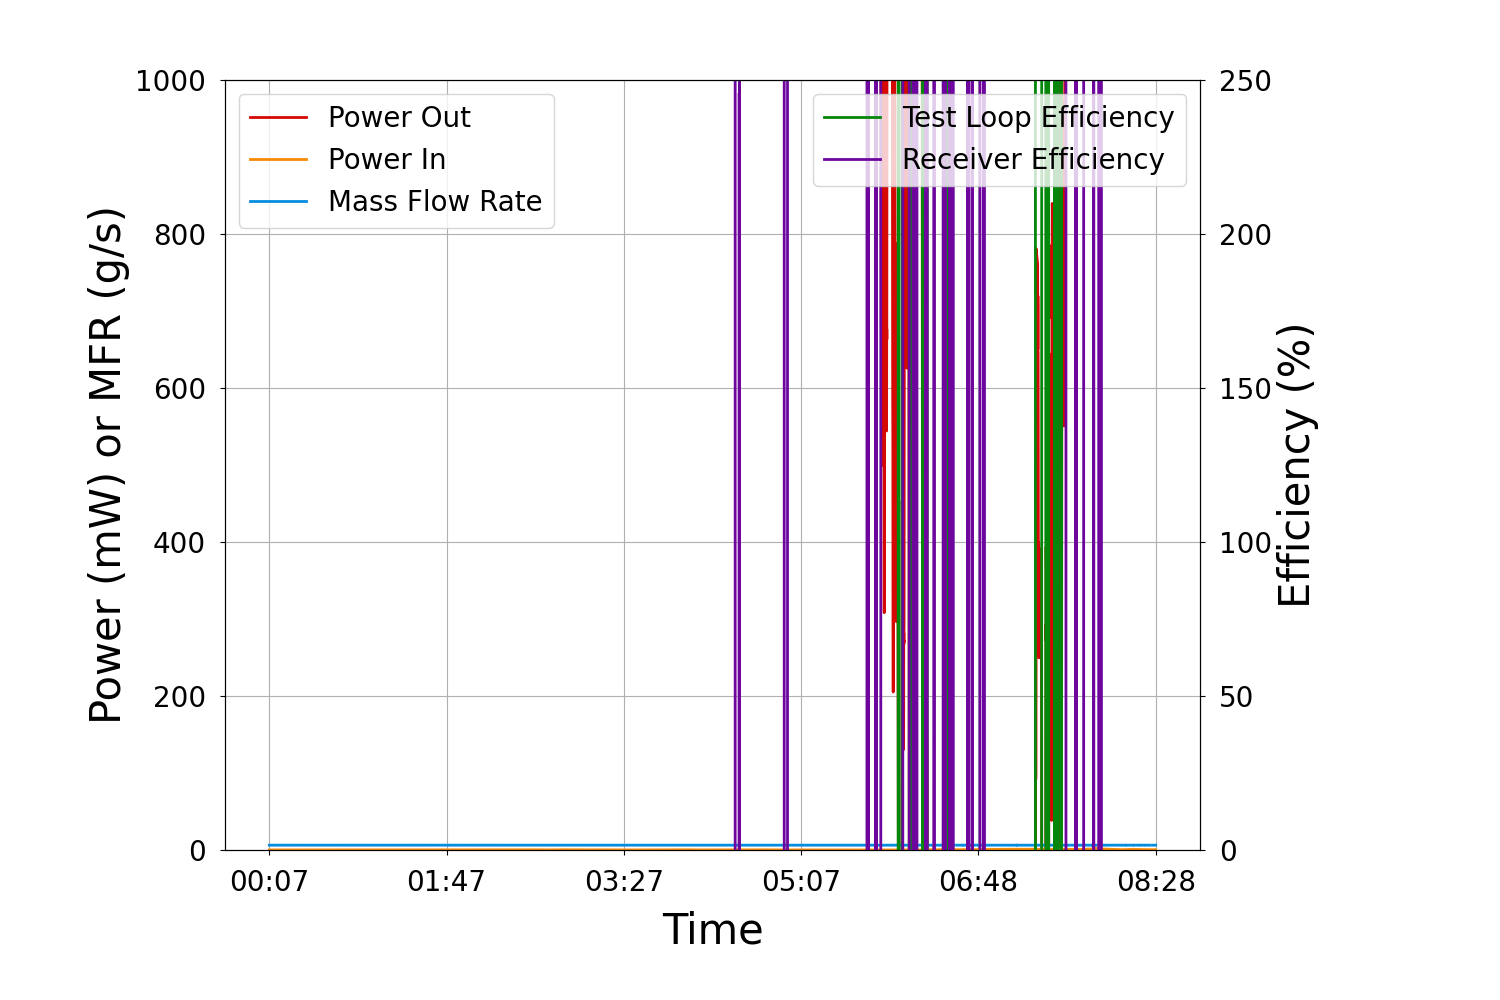 Power Out
Power In
Mass Flow Rate
Test Loop Efficiency
Receiver Efficiency
1000
800
600
400
200
0
Power (mW) or MFR (g/s)
250
200
150
100
50
0
Efficiency (%)
00:07 01:47 03:27 05:07 06:48 08:28
Time